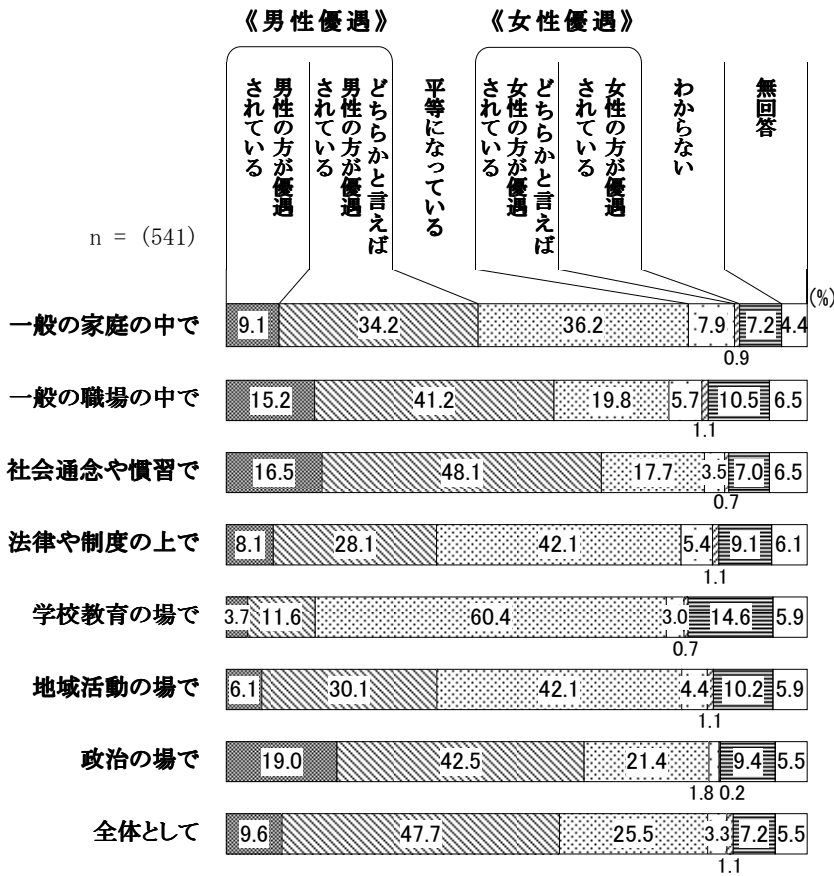 《男性優遇》 《女性優遇》
男性の方が優遇
されている
どちらかと言えば
男性の方が優遇
されている
平等になっている
どちらかと言えば
女性の方が優遇
されている
女性の方が優遇
されている
わからない
無回答
n = (541)
(%)
一般の家庭の中で 9.1 34.2 36.2 7.9 0.9 7.2 4.4
一般の職場の中で 15.2 41.2 19.8 5.7 1.1 10.5 6.5
社会通念や慣習で 16.5 48.1 17.7 3.5 0.7 7.0 6.5
法律や制度の上で 8.1 28.1 42.1 5.4 1.1 9.1 6.1
学校教育の場で 3.7 11.6 60.4 3.0 0.7 14.6 5.9
地域活動の場で 6.1 30.1 42.1 4.4 1.1 10.2 5.9
政治の場で 19.0 42.5 21.4 1.8 0.2 9.4 5.5
全体として 9.6 47.7 25.5 3.3 1.1 7.2 5.5